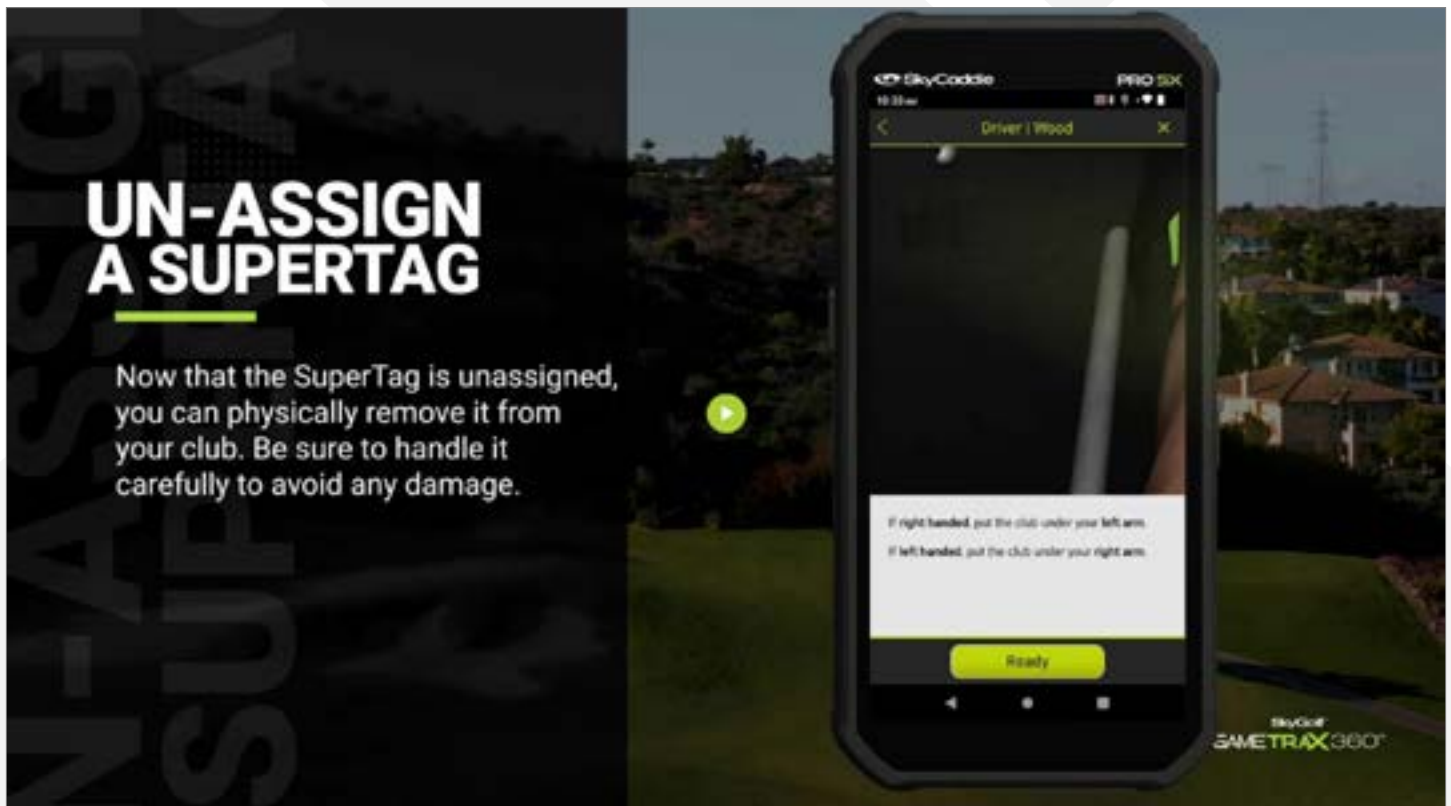 UN-ASSIGN
A SUPERTAG
Now that the SuperTag is unassigned,
you can physically remove it from
your club. Be sure to handle it
carefully to avoid any damage.
SkyCaddie PRO 5X
Driver | Wood
If right handed, put the club under your left arm.
If left handed, put the club under your right arm.
Ready
SkyGolf
GAMETRAX360°